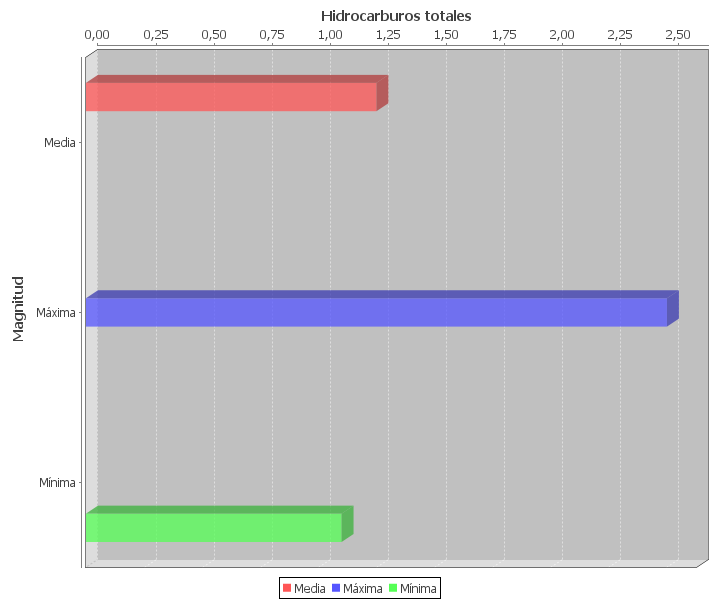 Hidrocarburos totales
0,00 0,25 0,50 0,75 1,00 1,25 1,50 1,75 2,00 2,25 2,50
Media
Magnitud
Máxima
Mínima
Media Máxima Mínima